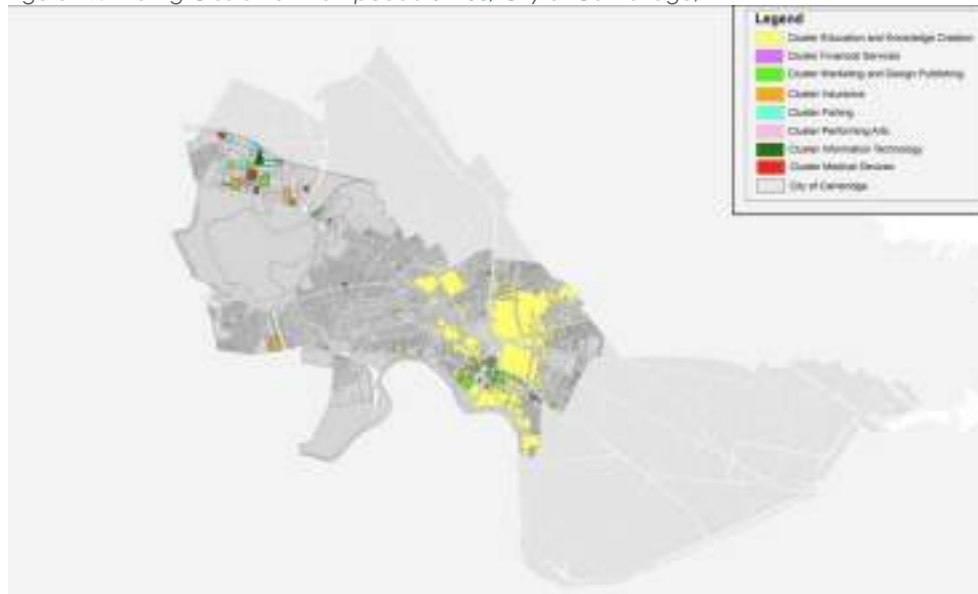 Legend
Cluster Education and Knowledge Creation
Cluster Financial Services
Cluster Marketing and Design Publishing
Cluster Insurance
Cluster Fishing
Cluster Performing Arts
Cluster Information Technology
Cluster Medical Devices
City of Cambridge